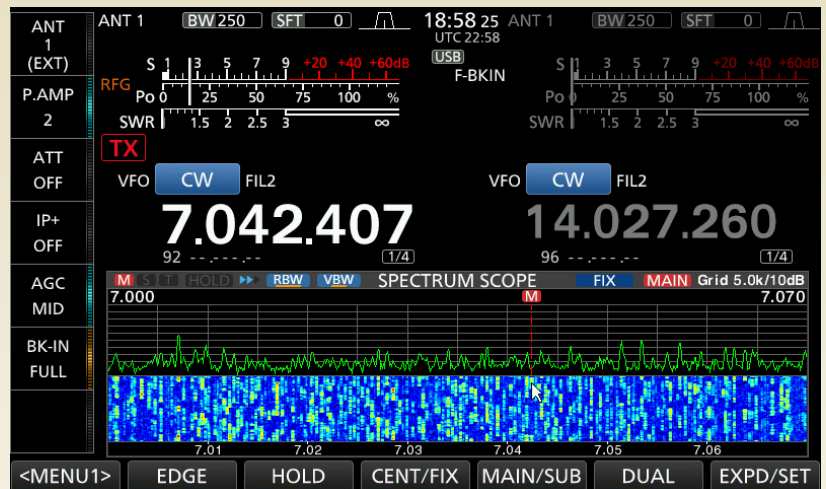 ANT 1 BW 250 SFT 0 18:58 25 ANT 1 BW 250 SFT 0
UTC 22:58
ANT
1
(EXT)
USB
F-BKIN
S 1 3 5 7 9 +20 +40 +60dB
S 1 3 5 7 9 +20 +40 +60dB
RFG
Po 0 25 50 75 100 %
Po 0 25 50 75 100 %
SWR 1 1.5 2 2.5 3 ∞
SWR 1 1.5 2 2.5 3 ∞
P.AMP
2
TX
ATT
OFF
VFO CW FIL2
VFO CW FIL2
IP+
OFF
7.042.407
14.027.260
92 --.---.-- 1/4
96 --.---.-- 1/4
AGC
MID
M S T HOLD RBW VBW SPECTRUM SCOPE FIX MAIN Grid 5.0k/10dB
7.000 M 7.070
BK-IN
FULL
7.01 7.02 7.03 7.04 7.05 7.06
<MENU1> EDGE HOLD CENT/FIX MAIN/SUB DUAL EXPD/SET